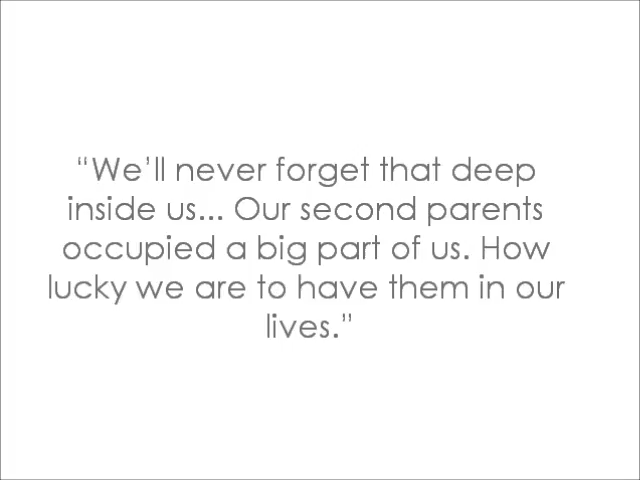 “We’ll never forget that deep
inside us... Our second parents
occupied a big part of us. How
lucky we are to have them in our
lives.”